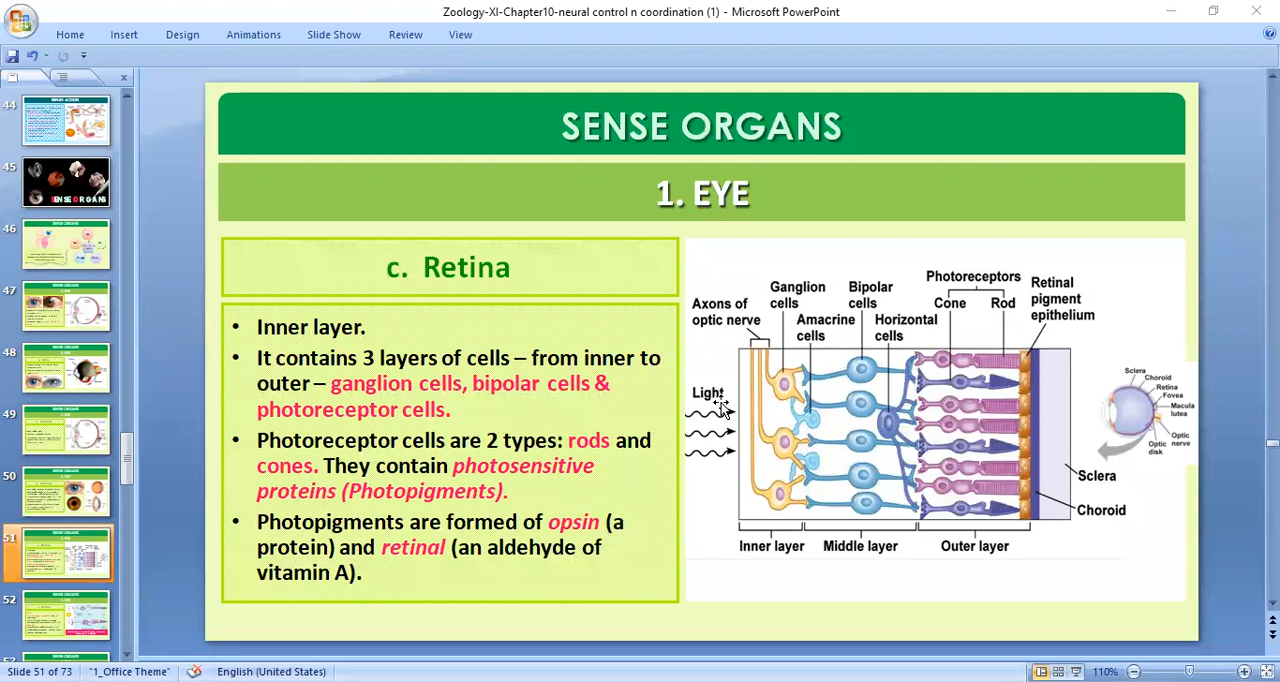 Zoology-XI-Chapter10-neural control n coordination (1) - Microsoft PowerPoint
Home Insert Design Animations Slide Show Review View
44
45
46
47
48
49
50
51
52
SENSE ORGANS
1. EYE
c. Retina
• Inner layer.
• It contains 3 layers of cells – from inner to
outer – ganglion cells, bipolar cells &
photoreceptor cells.
• Photoreceptor cells are 2 types: rods and
cones. They contain photosensitive
proteins (Photopigments).
• Photopigments are formed of opsin (a
protein) and retinal (an aldehyde of
vitamin A).
Axons of
optic nerve
Ganglion
cells
Amacrine
cells
Bipolar
cells
Horizontal
cells
Photoreceptors
Cone Rod
Retinal
pigment
epithelium
Light
Sclera
Choroid
Inner layer Middle layer Outer layer
Sclera
Choroid
Retina
Fovea
Macula
lutea
Optic
nerve
Optic
disk
Slide 51 of 73 "1_Office Theme" English (United States) 110%